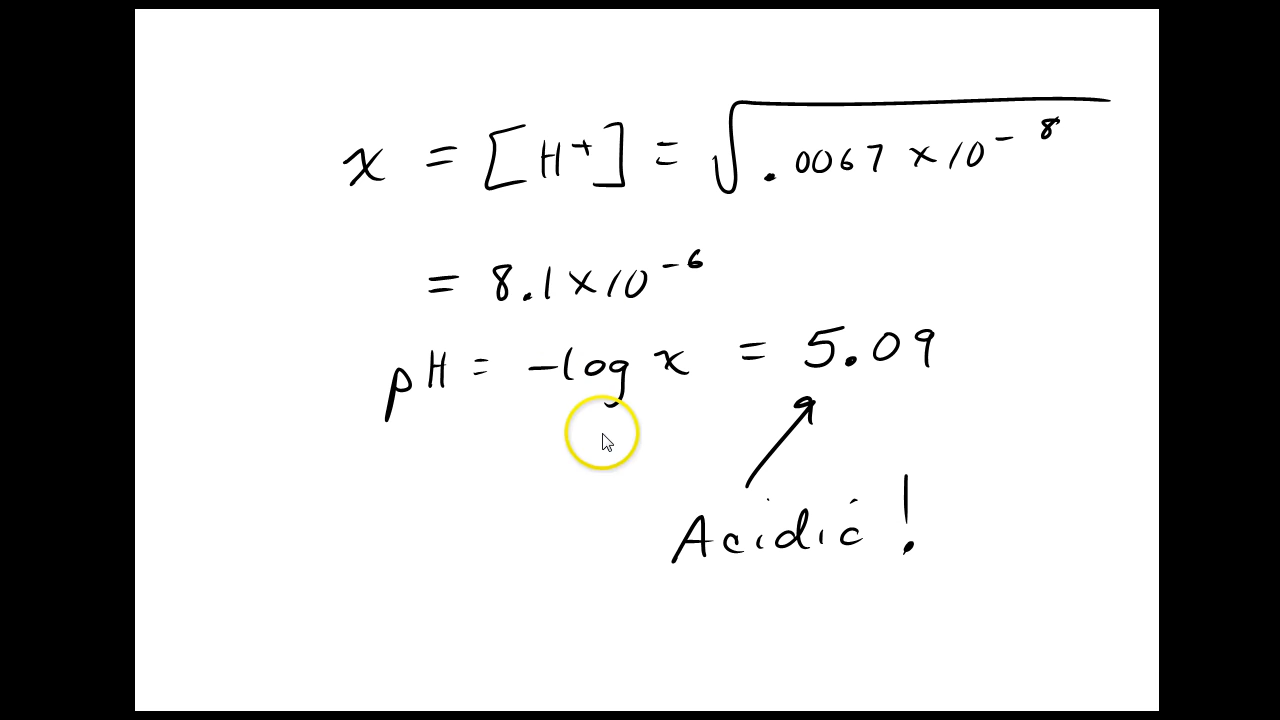 x = [H⁺] = √.0067 × 10⁻⁸
= 8.1 × 10⁻⁶
pH = -log x = 5.09
Acidic!